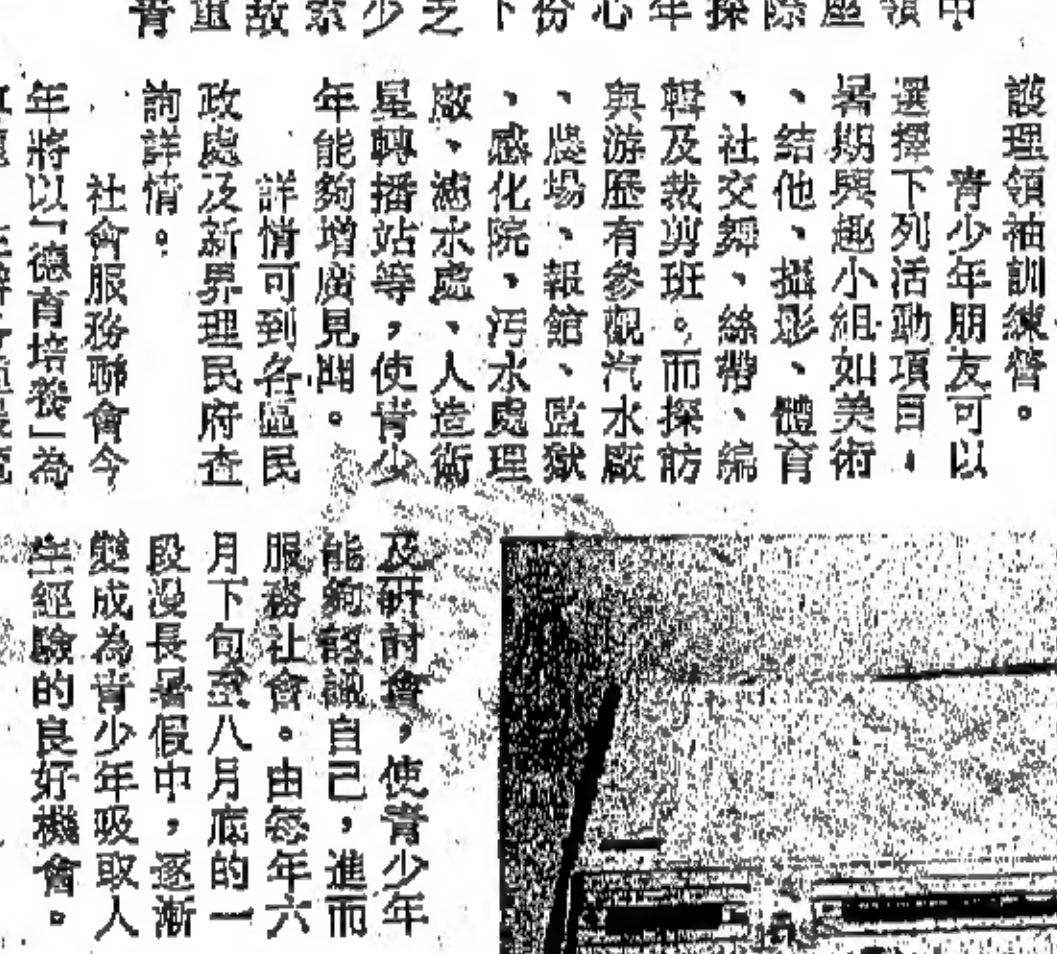 護理領袖訓練營。
青少年朋友可以
選擇下列活動項目,
暑期興趣小組如美術
、結他、攝影、體育
、社交舞、絲帶、編
輯及裁剪班。而探訪
與游歷有參觀汽水廠
、農場、報館、監獄
、感化院、污水處理
廠、濾水處、人造衛
星轉播站等,使青少
年能夠增廣見聞。
詳情可到各區民
政處及新界理民府查
詢詳情。
社會服務聯會今
年將以「德育培養」為
及研討會,使青少年
能夠認識自己,進而
服務社會。由每年六
月下旬至八月底的一
段漫長暑假中,逐漸
變成為青少年吸取人
生經驗的良好機會。